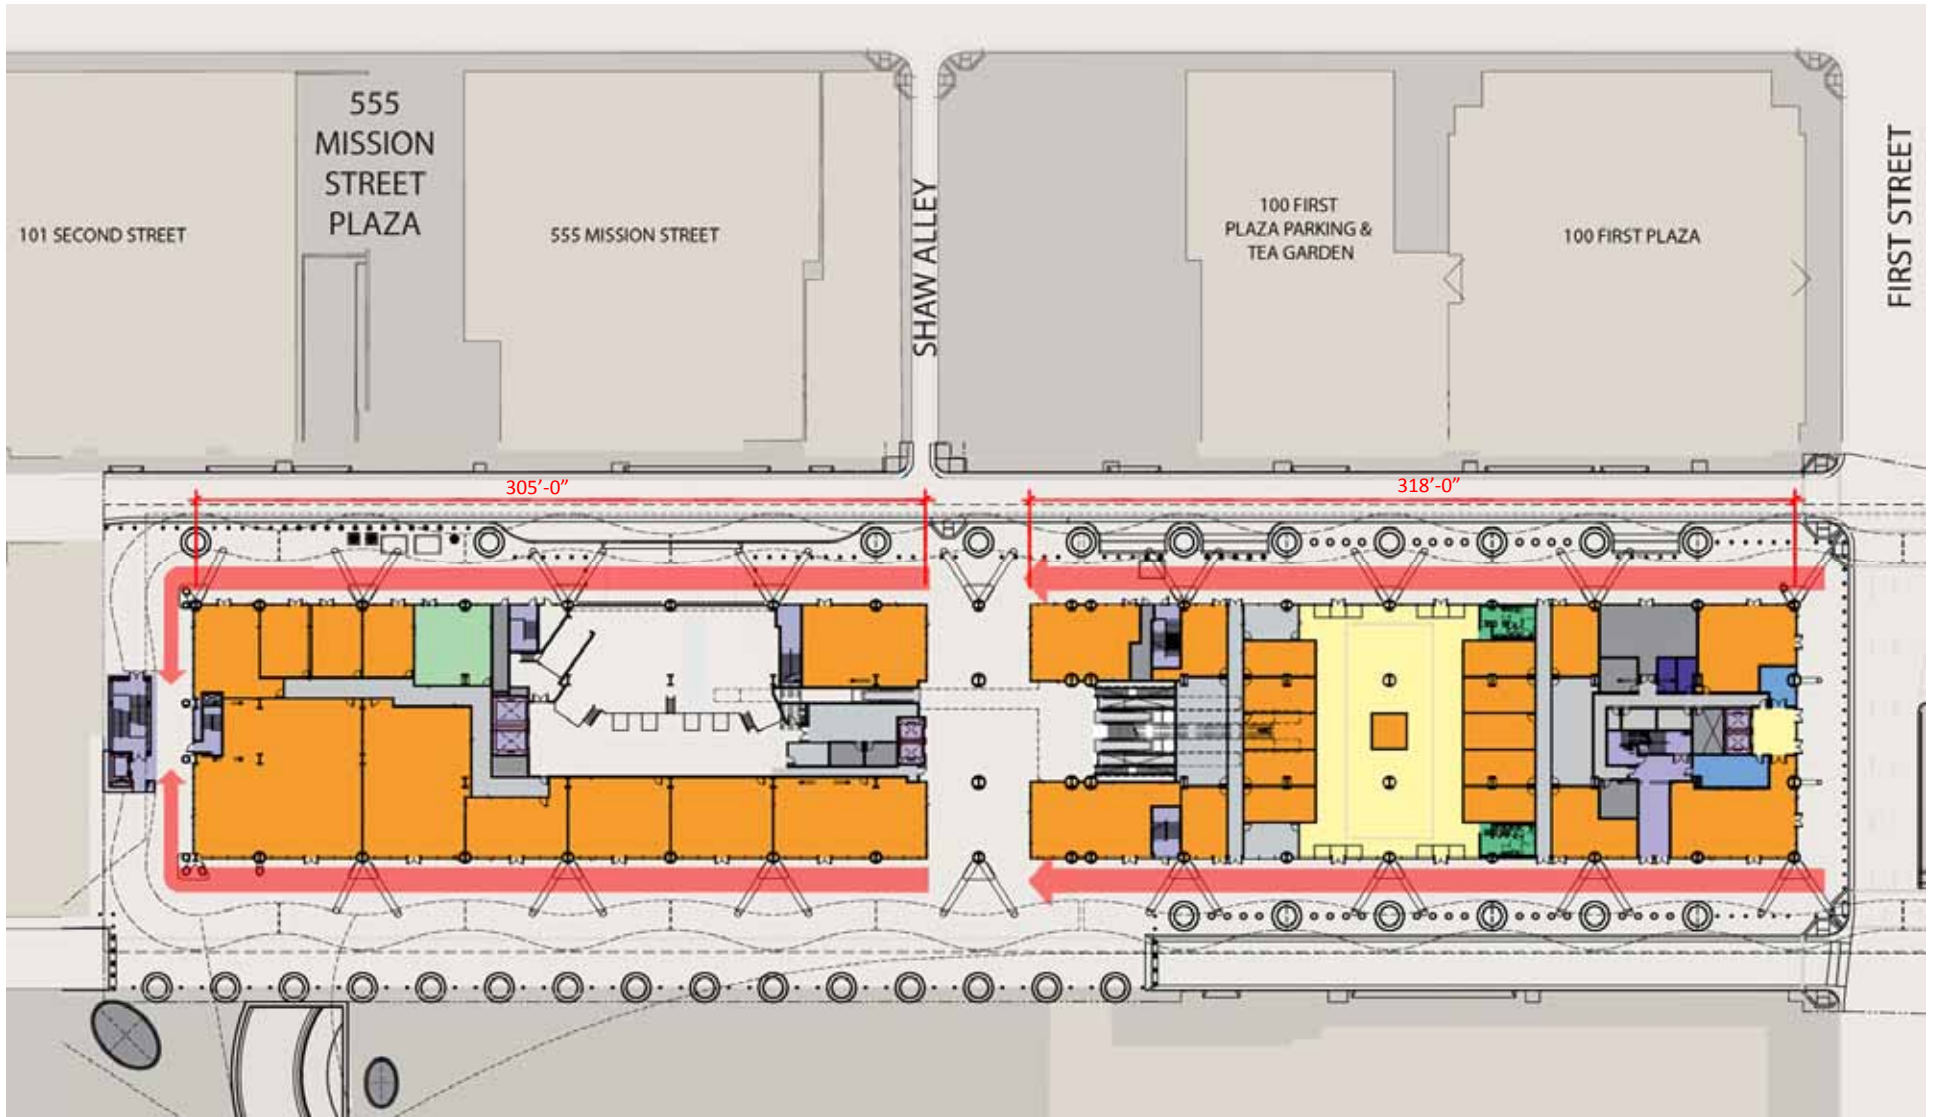 555
MISSION
STREET
PLAZA
101 SECOND STREET
555 MISSION STREET
SHAW ALLEY
100 FIRST
PLAZA PARKING &
TEA GARDEN
100 FIRST PLAZA
FIRST STREET
305’-0”
318’-0”